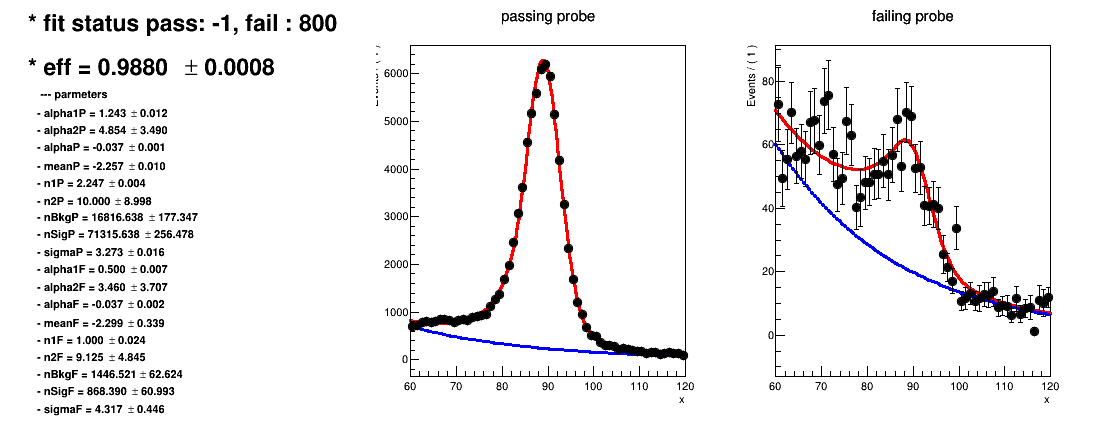 * fit status pass: -1, fail : 800
* eff = 0.9880 ± 0.0008
--- parmeters
- alpha1P = 1.243 ± 0.012
- alpha2P = 4.854 ± 3.490
- alphaP = -0.037 ± 0.001
- meanP = -2.257 ± 0.010
- n1P = 2.247 ± 0.004
- n2P = 10.000 ± 8.998
- nBkgP = 16816.638 ± 177.347
- nSigP = 71315.638 ± 256.478
- sigmaP = 3.273 ± 0.016
- alpha1F = 0.500 ± 0.007
- alpha2F = 3.460 ± 3.707
- alphaF = -0.037 ± 0.002
- meanF = -2.299 ± 0.339
- n1F = 1.000 ± 0.024
- n2F = 9.125 ± 4.845
- nBkgF = 1446.521 ± 62.624
- nSigF = 868.390 ± 60.993
- sigmaF = 4.317 ± 0.446
passing probe
6000
5000
4000
3000
2000
1000
0
60 70 80 90 100 110 120
x
failing probe
Events / ( 1 )
80
60
40
20
0
60 70 80 90 100 110 120
x